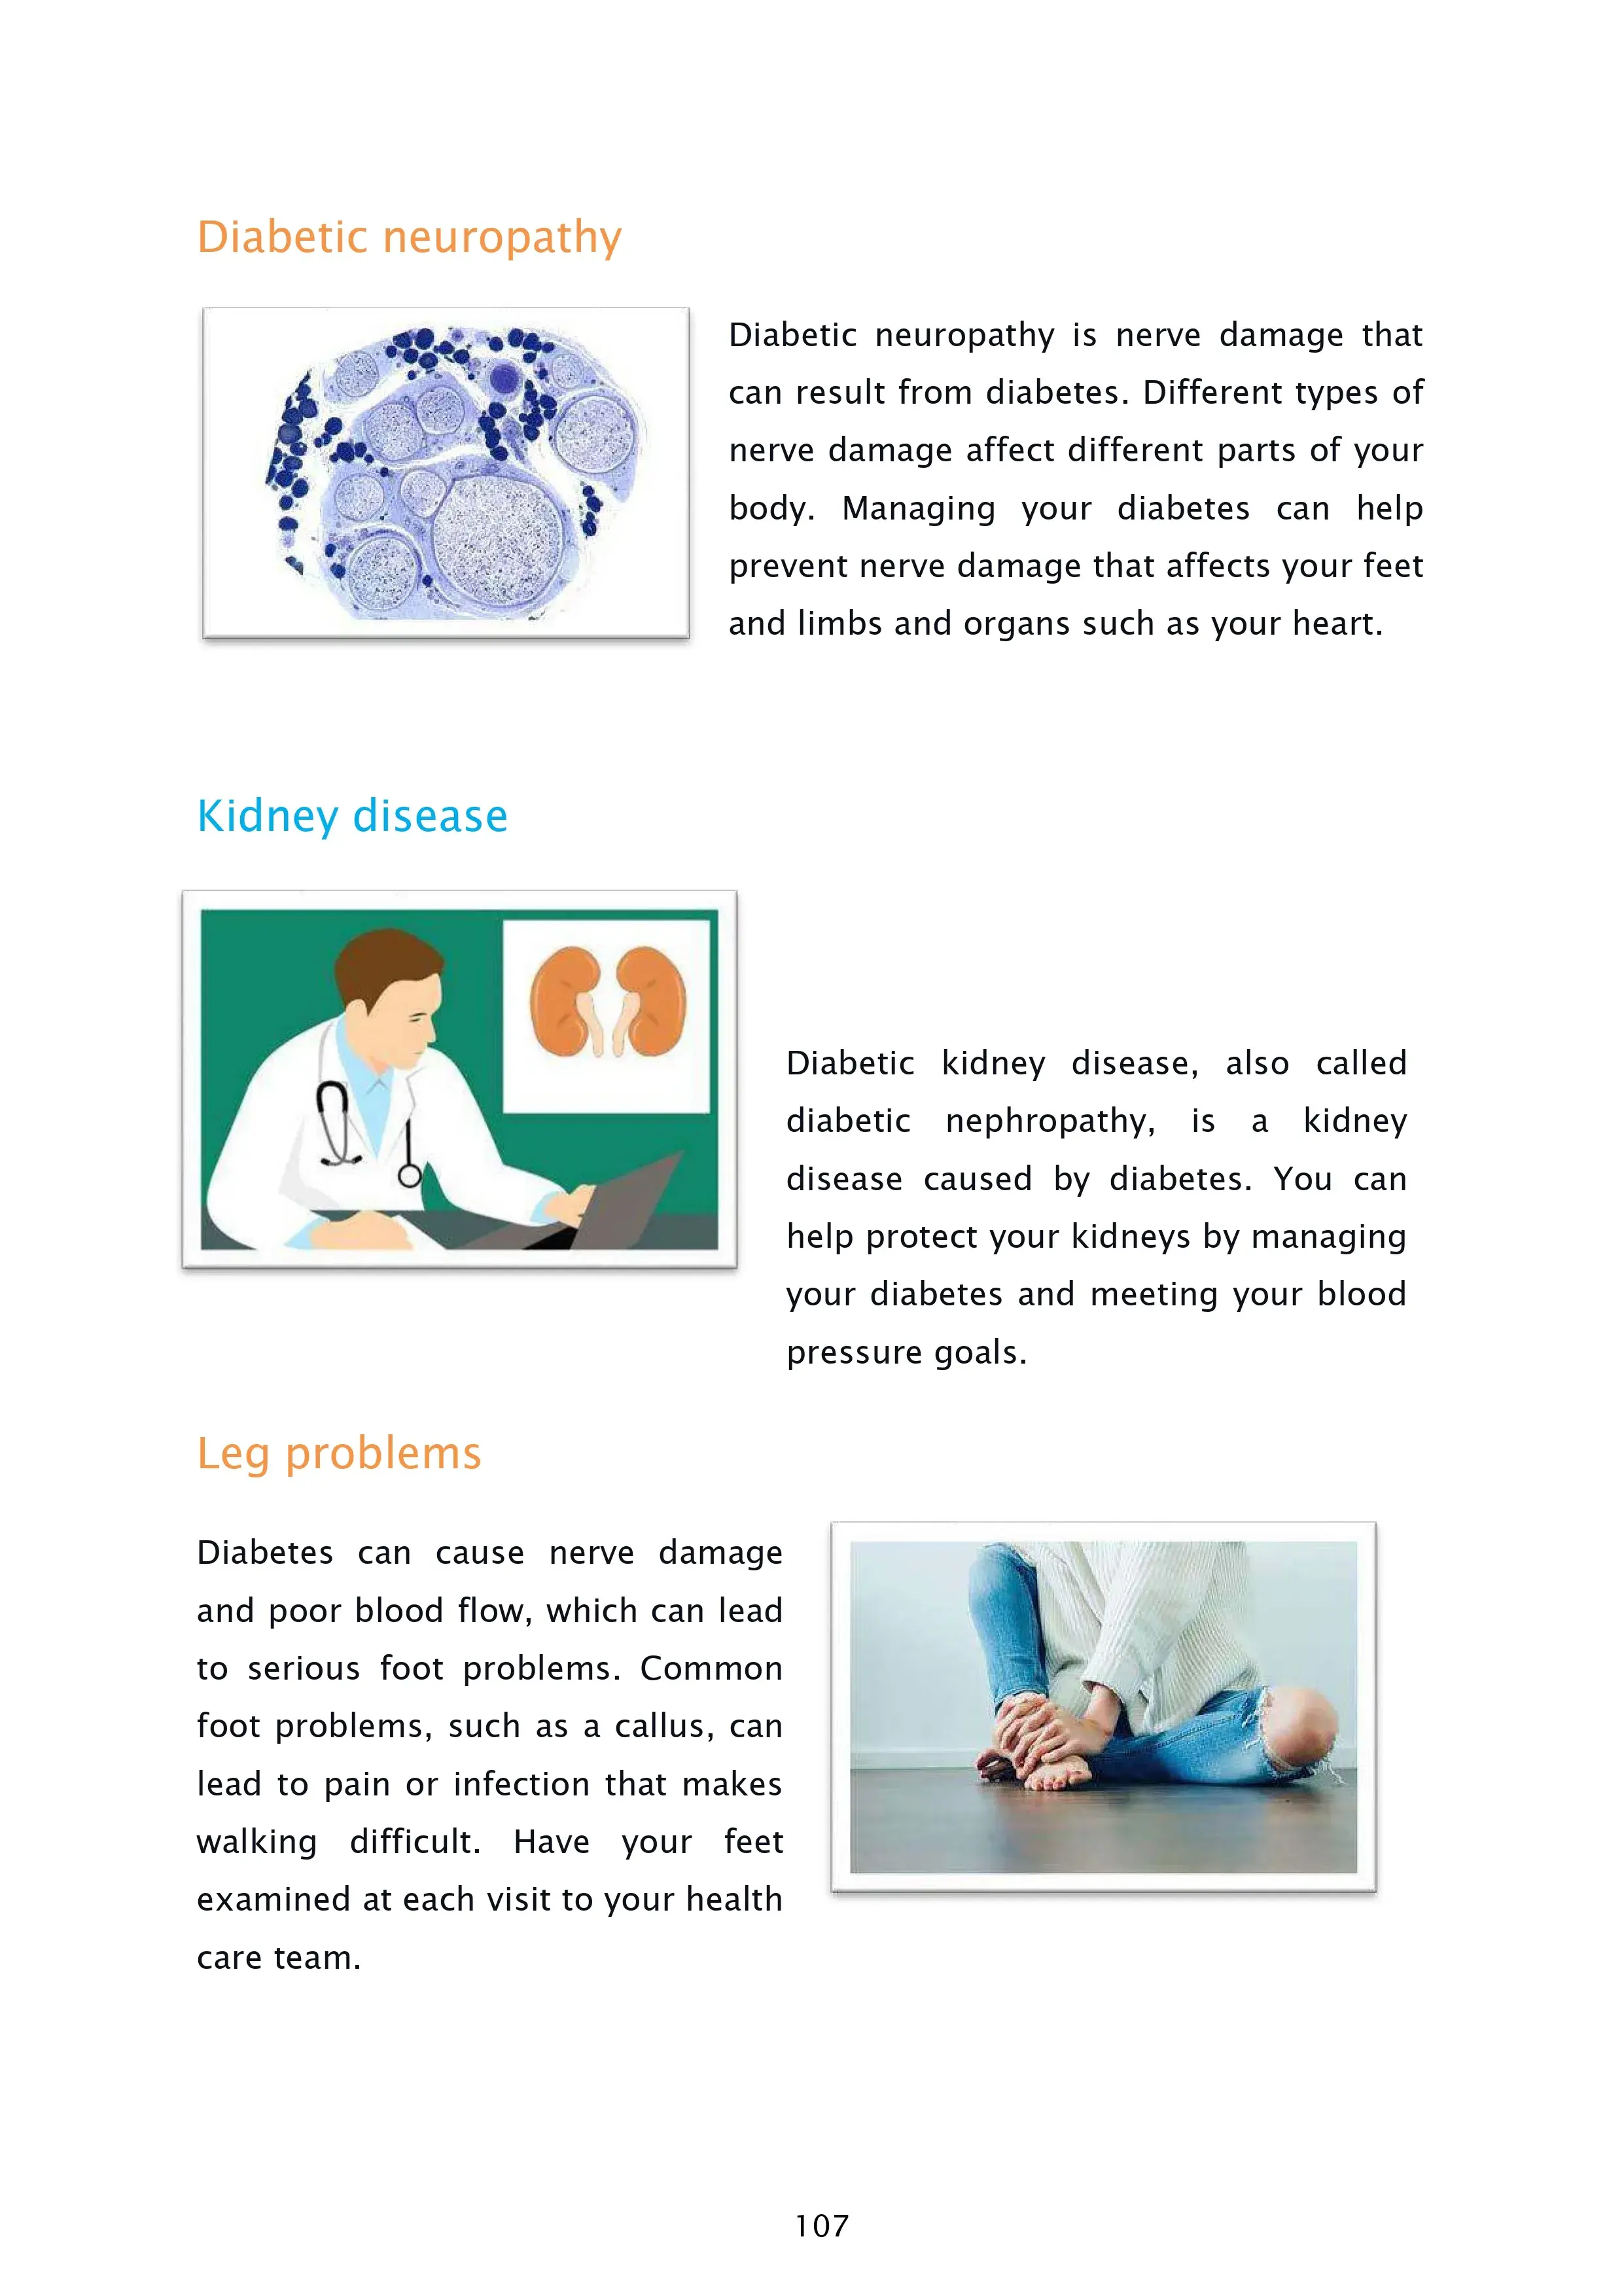 Diabetic neuropathy
Diabetic neuropathy is nerve damage that
can result from diabetes. Different types of
nerve damage affect different parts of your
body. Managing your diabetes can help
prevent nerve damage that affects your feet
and limbs and organs such as your heart.
Kidney disease
Diabetic kidney disease, also called
diabetic nephropathy, is a kidney
disease caused by diabetes. You can
help protect your kidneys by managing
your diabetes and meeting your blood
pressure goals.
Leg problems
Diabetes can cause nerve damage
and poor blood flow, which can lead
to serious foot problems. Common
foot problems, such as a callus, can
lead to pain or infection that makes
walking difficult. Have your feet
examined at each visit to your health
care team.
107